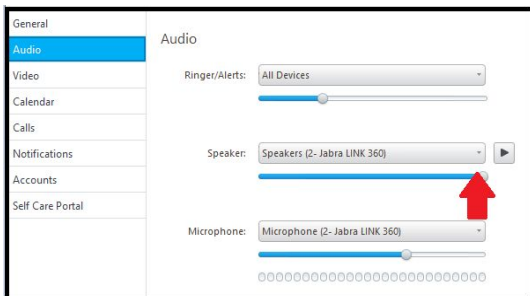 General
Audio
Video
Calendar
Calls
Notifications
Accounts
Self Care Portal
Audio
Ringer/Alerts: All Devices
Speaker: Speakers (2- Jabra LINK 360)
Microphone: Microphone (2- Jabra LINK 360)